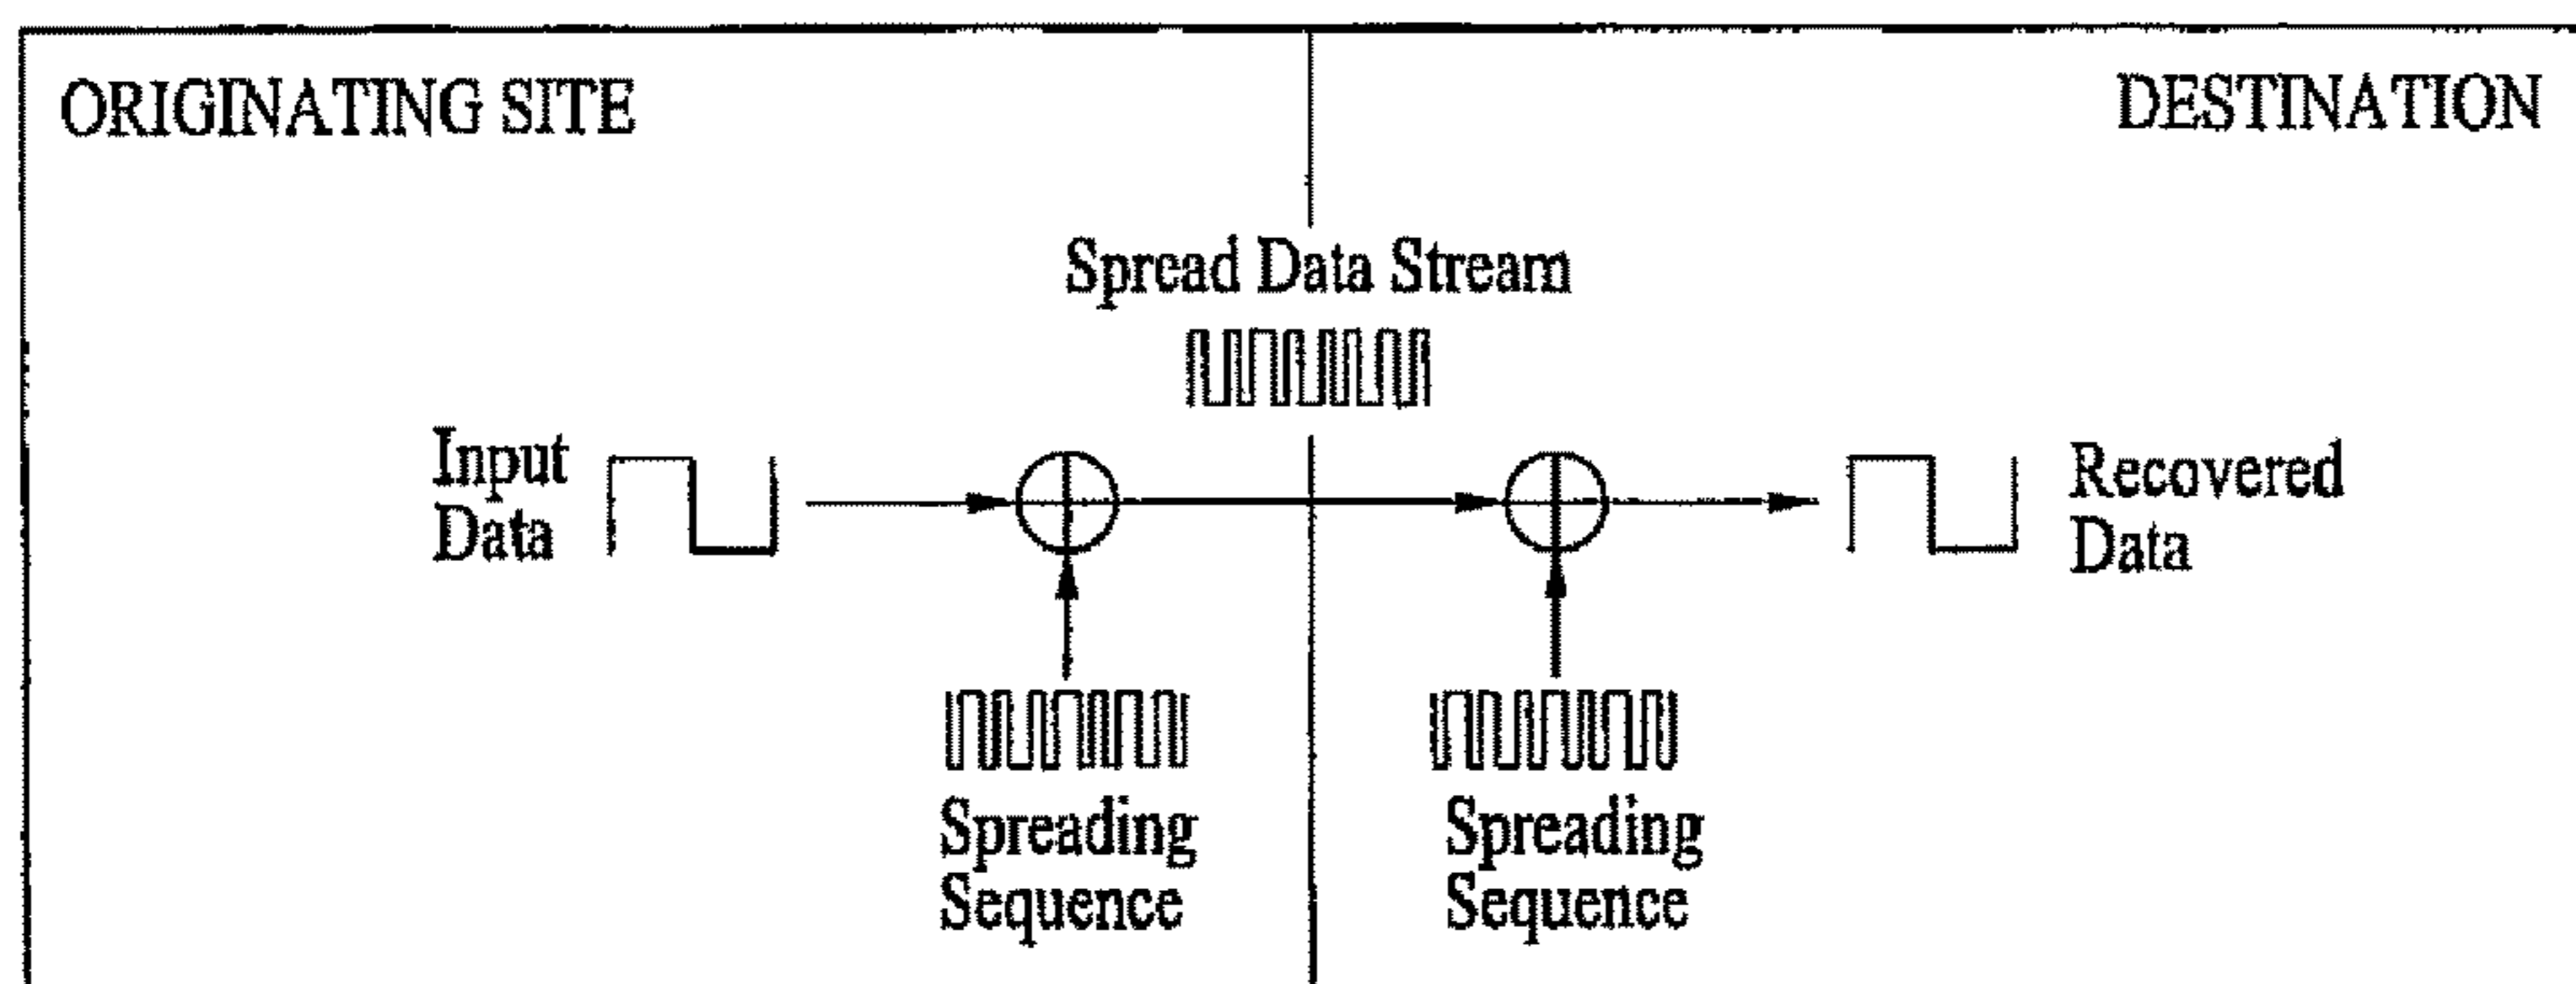 ORIGINATING SITE
DESTINATION
Spread Data Stream
Input
Data
Recovered
Data
Spreading
Sequence
Spreading
Sequence